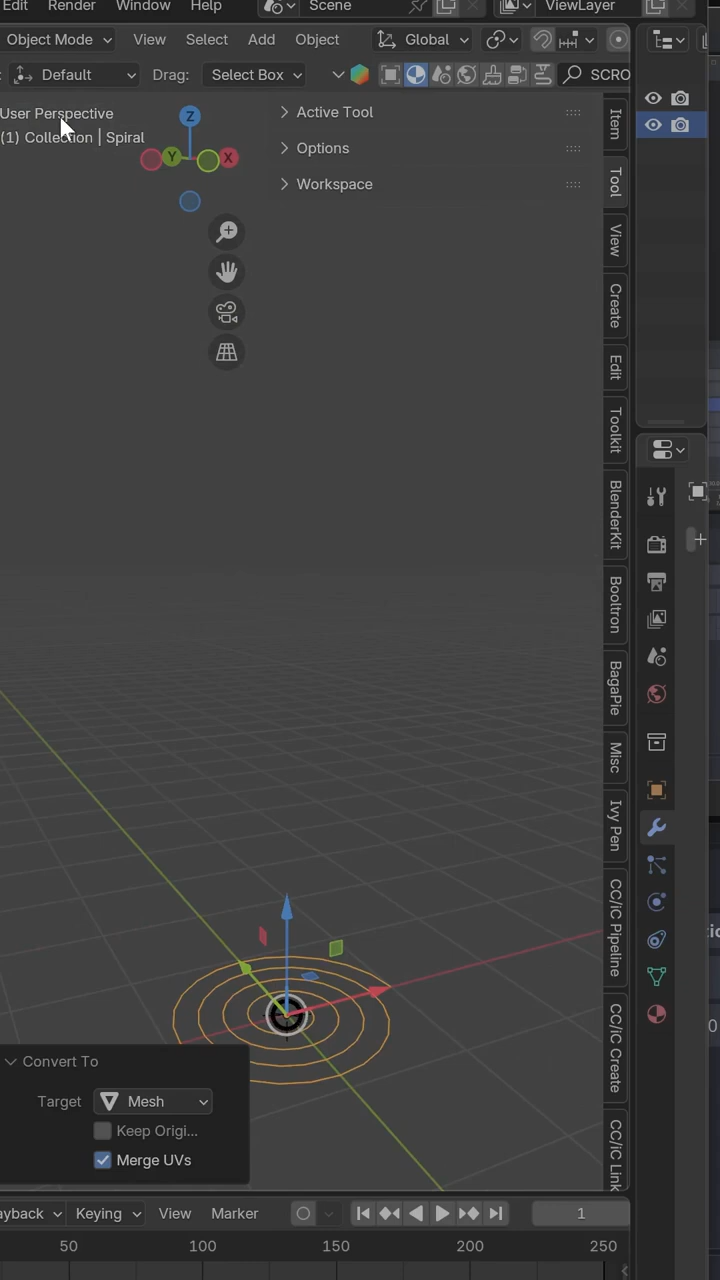 Edit Render Window Help Scene ViewLayer
Object Mode View Select Add Object Global
: Default Drag: Select Box SCRO
User Perspective
(1) Collection | Spiral
Z
Y X
Active Tool
Options
Workspace
Item
Tool
View
Create
Edit
Toolkit
BlenderKit
Booltron
BagaPie
Misc
Ivy Pen
CC/iC Pipeline
CC/iC Create
CC/iC Link
Convert To
Target Mesh
Keep Origi...
Merge UVs
ayback Keying View Marker 1
50 100 150 200 250